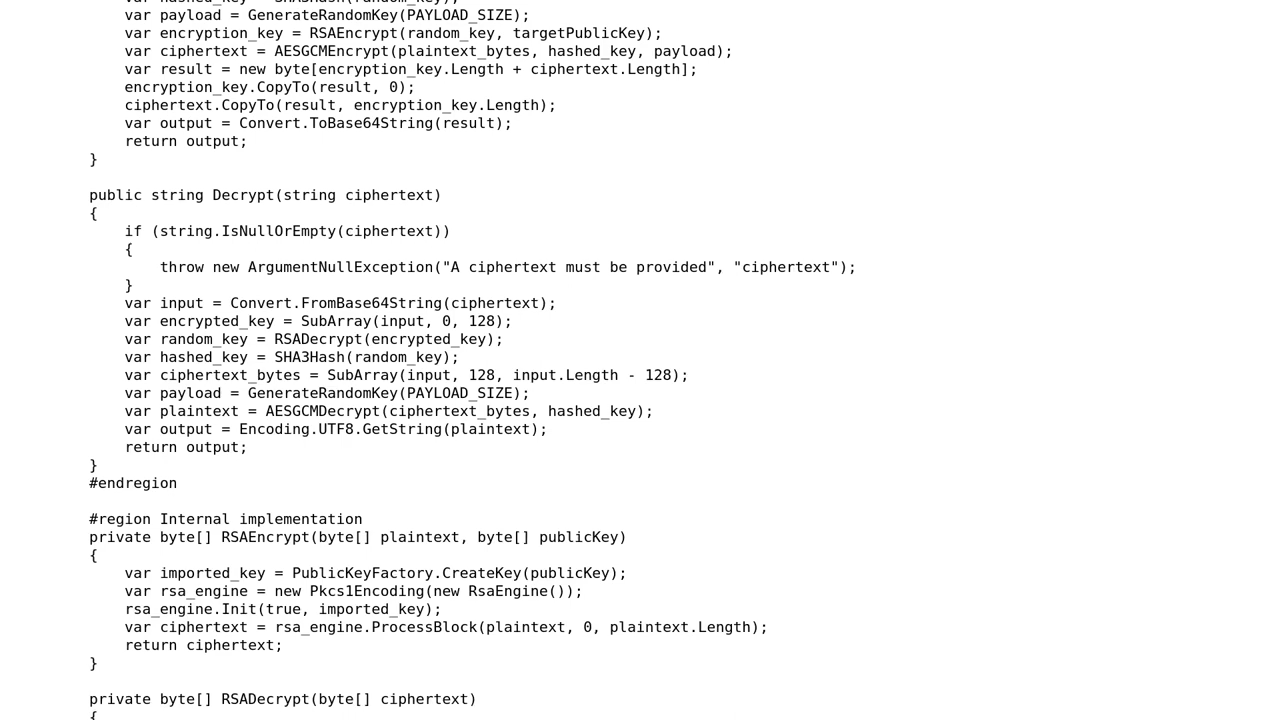 var payload = GenerateRandomKey(PAYLOAD_SIZE);
var encryption_key = RSAEncrypt(random_key, targetPublicKey);
var ciphertext = AESGCMEncrypt(plaintext_bytes, hashed_key, payload);
var result = new byte[encryption_key.Length + ciphertext.Length];
encryption_key.CopyTo(result, 0);
ciphertext.CopyTo(result, encryption_key.Length);
var output = Convert.ToBase64String(result);
return output;
}

public string Decrypt(string ciphertext)
{
if (string.IsNullOrEmpty(ciphertext))
{
throw new ArgumentNullException("A ciphertext must be provided", "ciphertext");
}
var input = Convert.FromBase64String(ciphertext);
var encrypted_key = SubArray(input, 0, 128);
var random_key = RSADecrypt(encrypted_key);
var hashed_key = SHA3Hash(random_key);
var ciphertext_bytes = SubArray(input, 128, input.Length - 128);
var payload = GenerateRandomKey(PAYLOAD_SIZE);
var plaintext = AESGCMDecrypt(ciphertext_bytes, hashed_key);
var output = Encoding.UTF8.GetString(plaintext);
return output;
}
#endregion

#region Internal implementation
private byte[] RSAEncrypt(byte[] plaintext, byte[] publicKey)
{
var imported_key = PublicKeyFactory.CreateKey(publicKey);
var rsa_engine = new Pkcs1Encoding(new RsaEngine());
rsa_engine.Init(true, imported_key);
var ciphertext = rsa_engine.ProcessBlock(plaintext, 0, plaintext.Length);
return ciphertext;
}

private byte[] RSADecrypt(byte[] ciphertext)
{